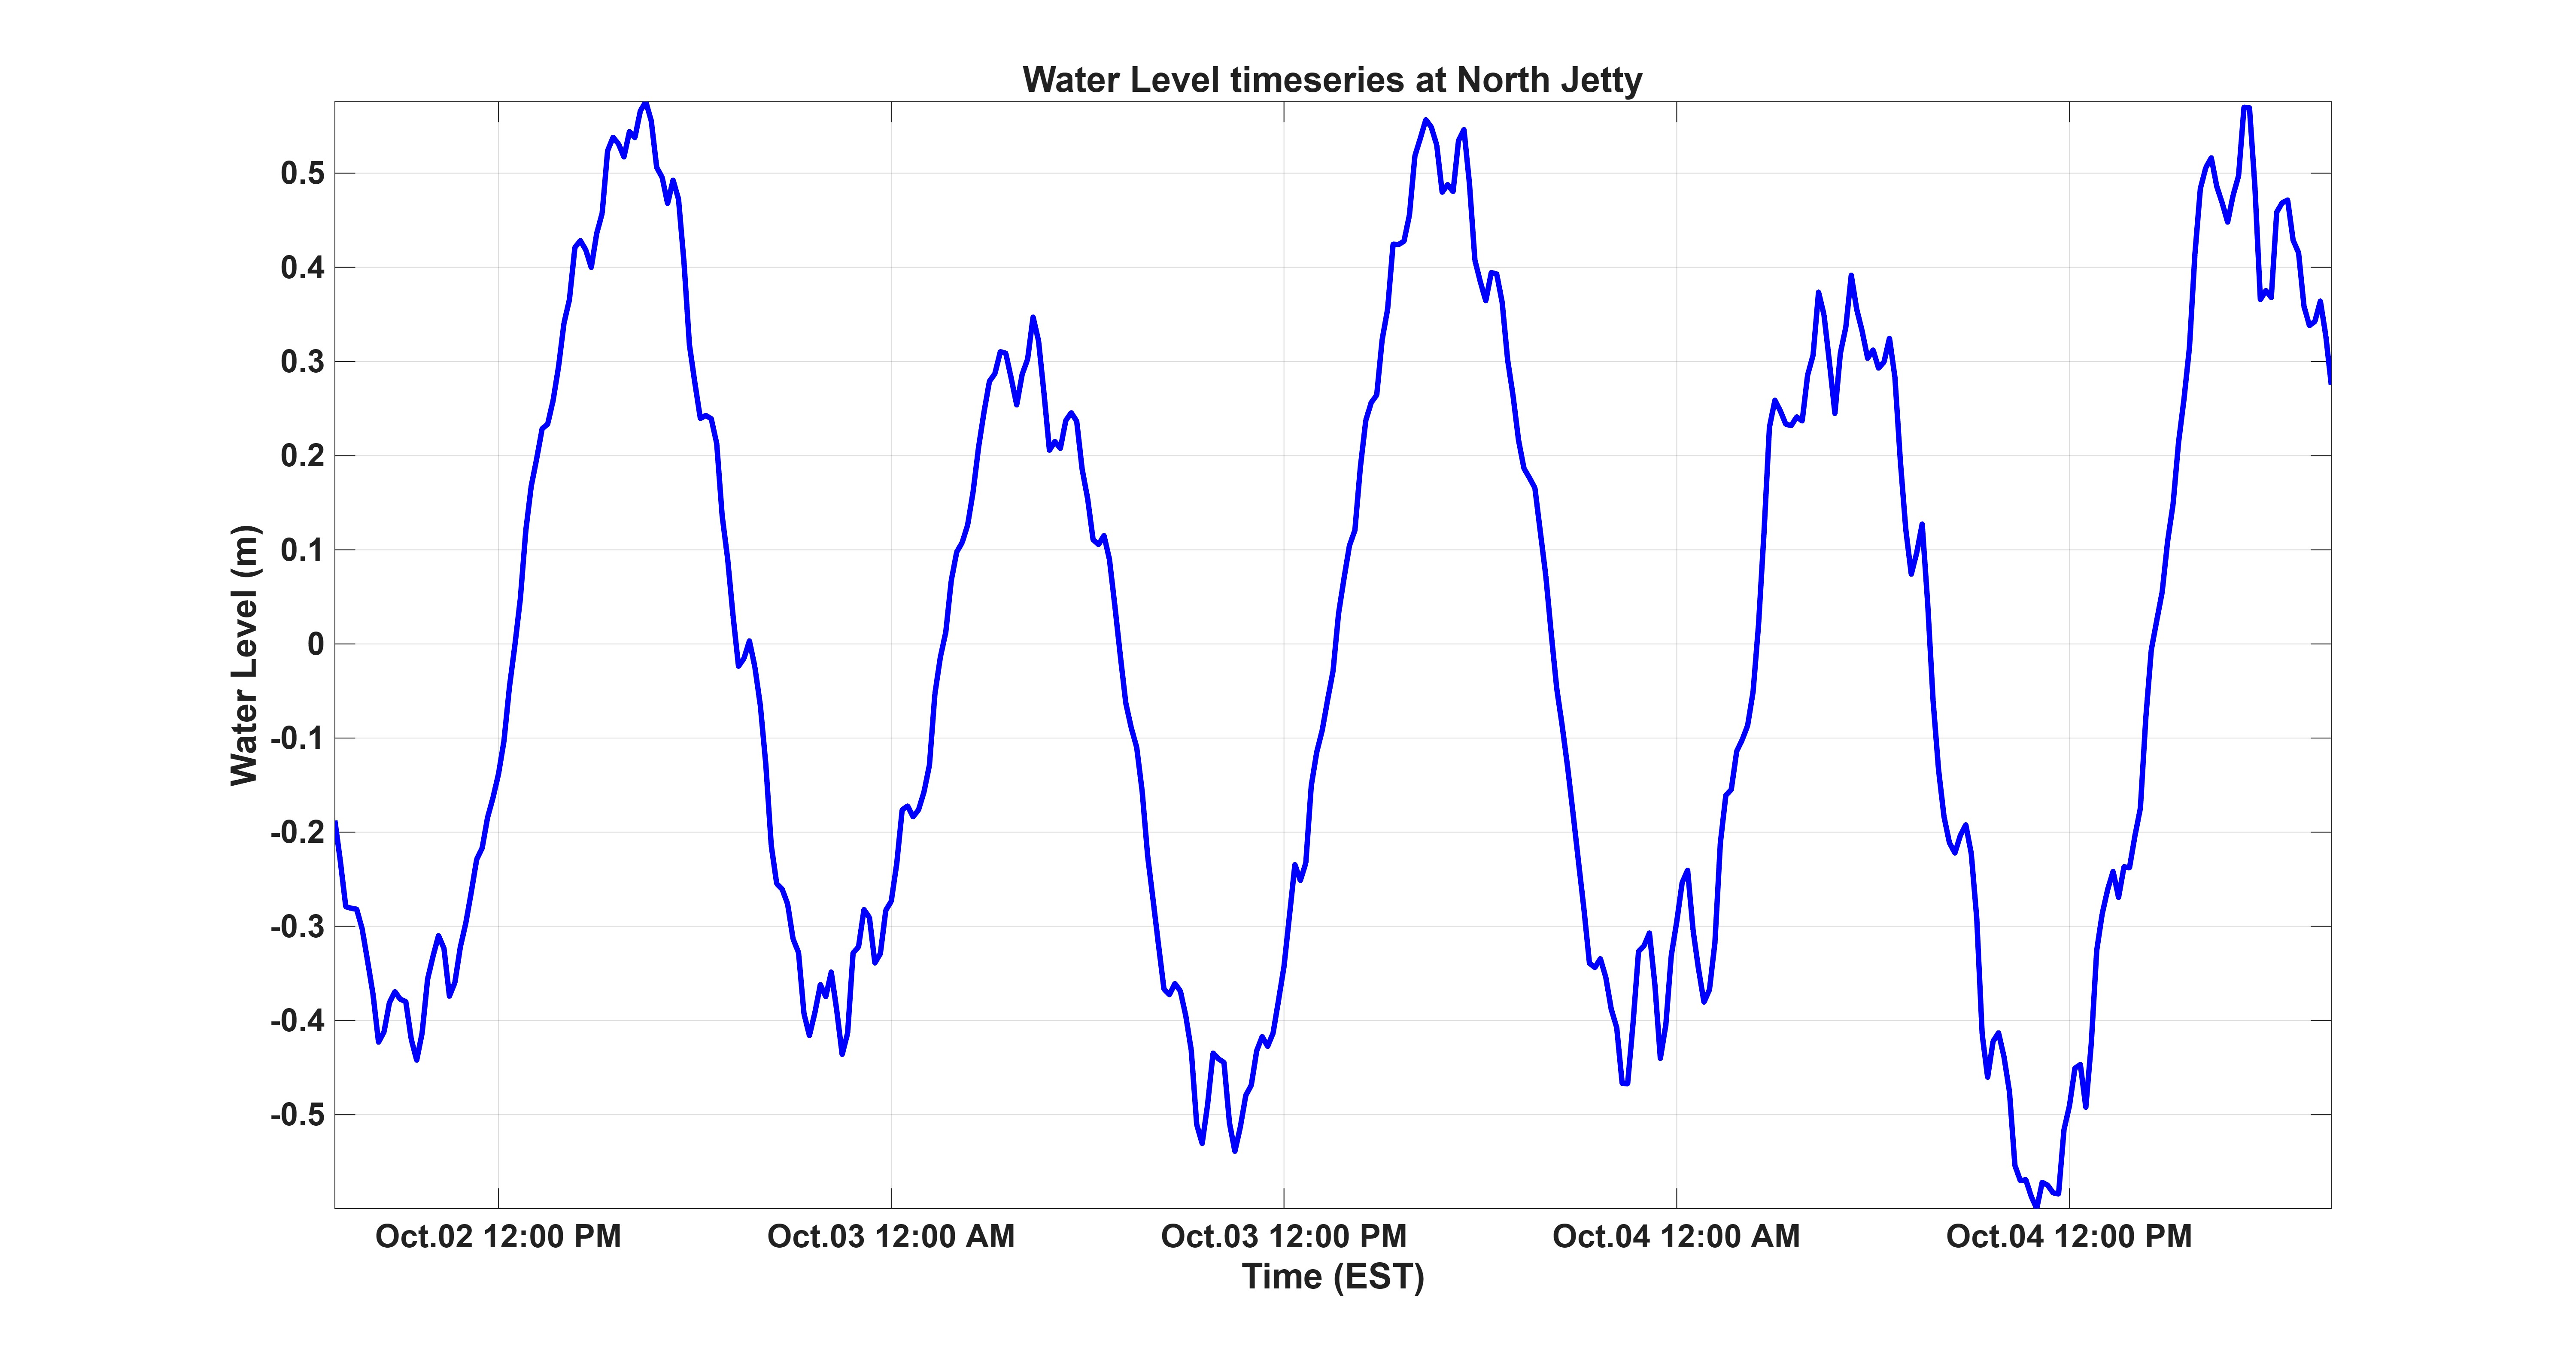 Water Level timeseries at North Jetty
Water Level (m)
0.5
0.4
0.3
0.2
0.1
0
-0.1
-0.2
-0.3
-0.4
-0.5
Oct.02 12:00 PM
Oct.03 12:00 AM
Oct.03 12:00 PM
Oct.04 12:00 AM
Oct.04 12:00 PM
Time (EST)